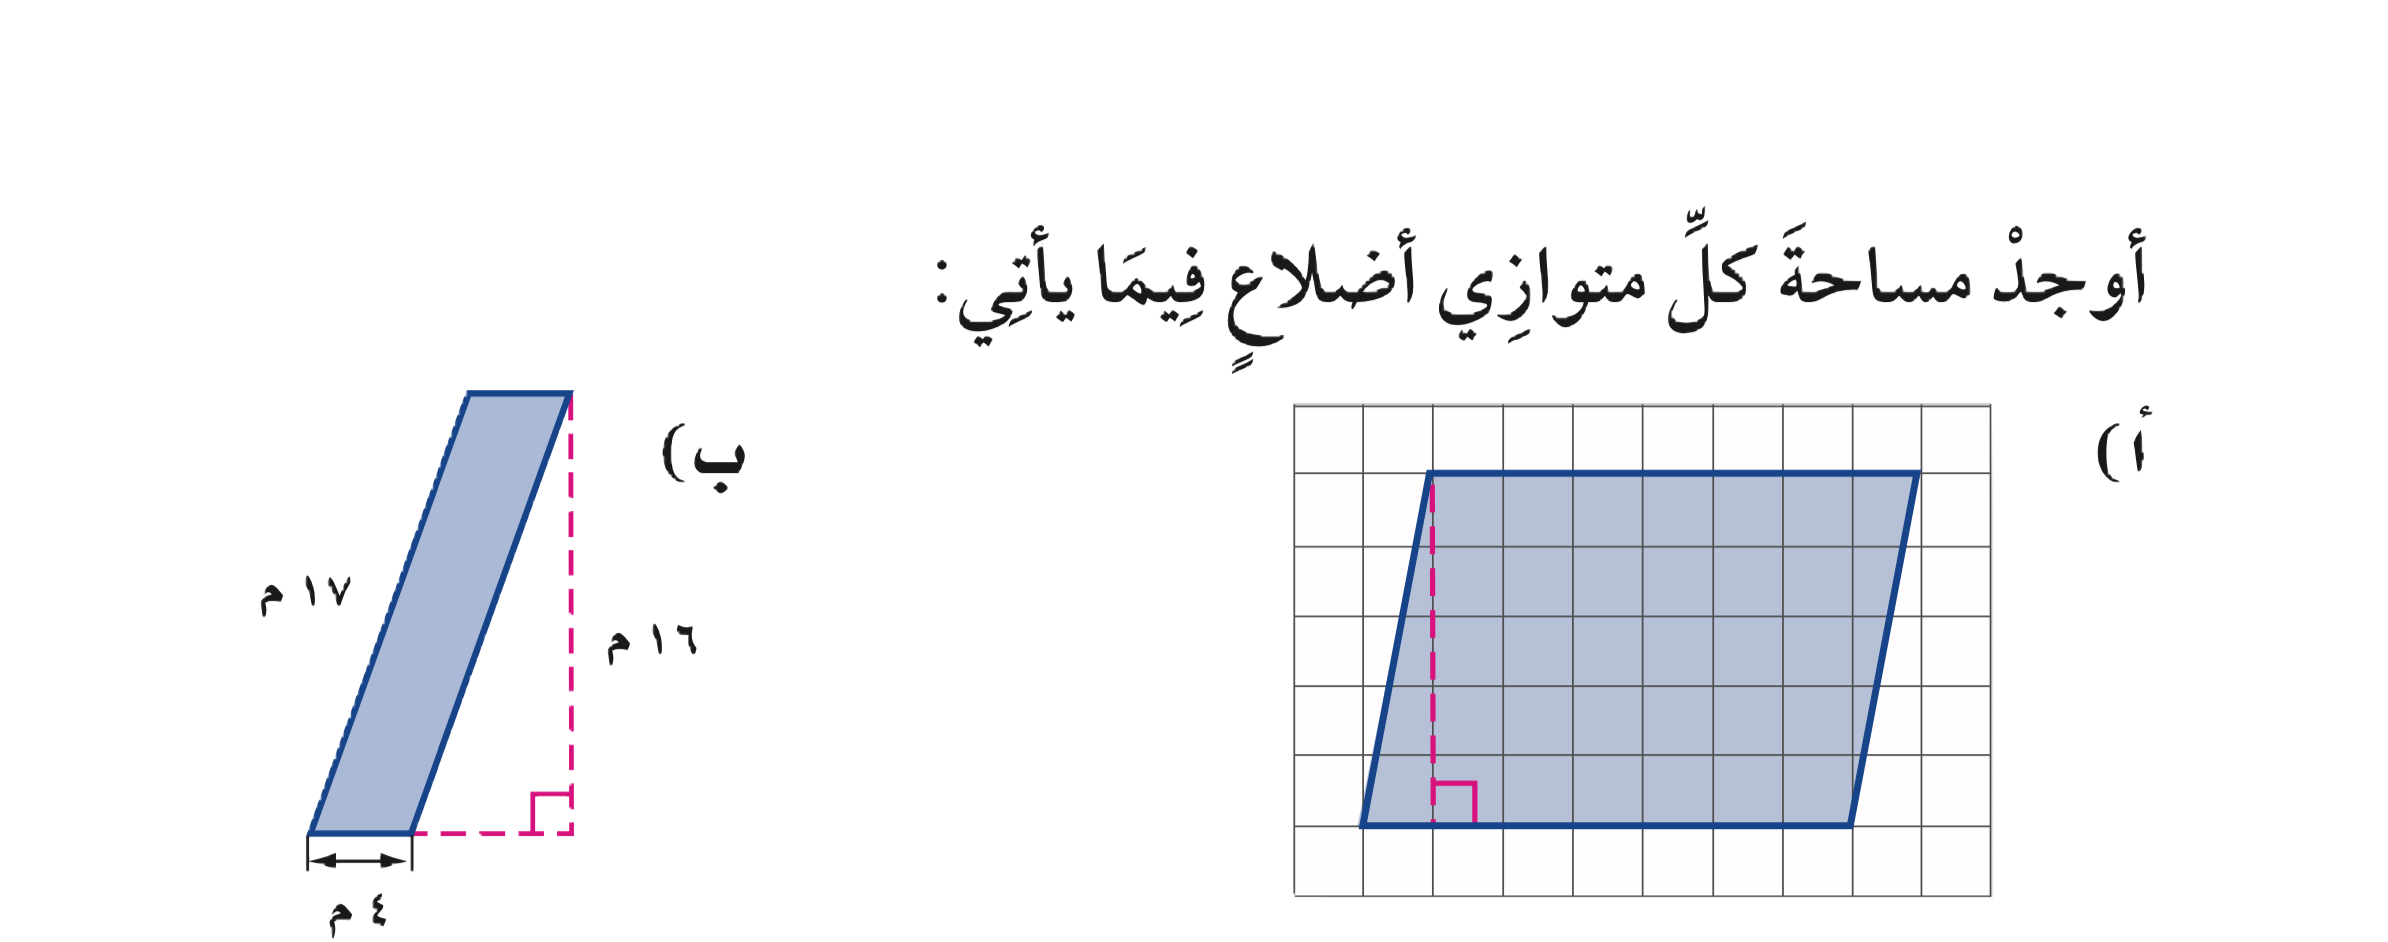 أوجدْ مساحةَ كلِّ متوازِي أضلاعٍ فِيمَا يأتِي:
أ)
ب)
١٧ م
١٦ م
٤ م